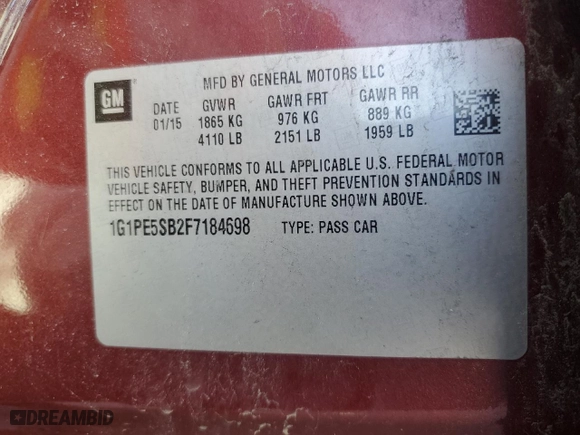 GM
MFD BY GENERAL MOTORS LLC
DATE GVWR GAWR FRT GAWR RR
01/15 1865 KG 976 KG 889 KG
4110 LB 2151 LB 1959 LB
THIS VEHICLE CONFORMS TO ALL APPLICABLE U.S. FEDERAL MOTOR
VEHICLE SAFETY, BUMPER, AND THEFT PREVENTION STANDARDS IN
EFFECT ON THE DATE OF MANUFACTURE SHOWN ABOVE.
1G1PE5SB2F7184698 TYPE: PASS CAR
DREAMBID